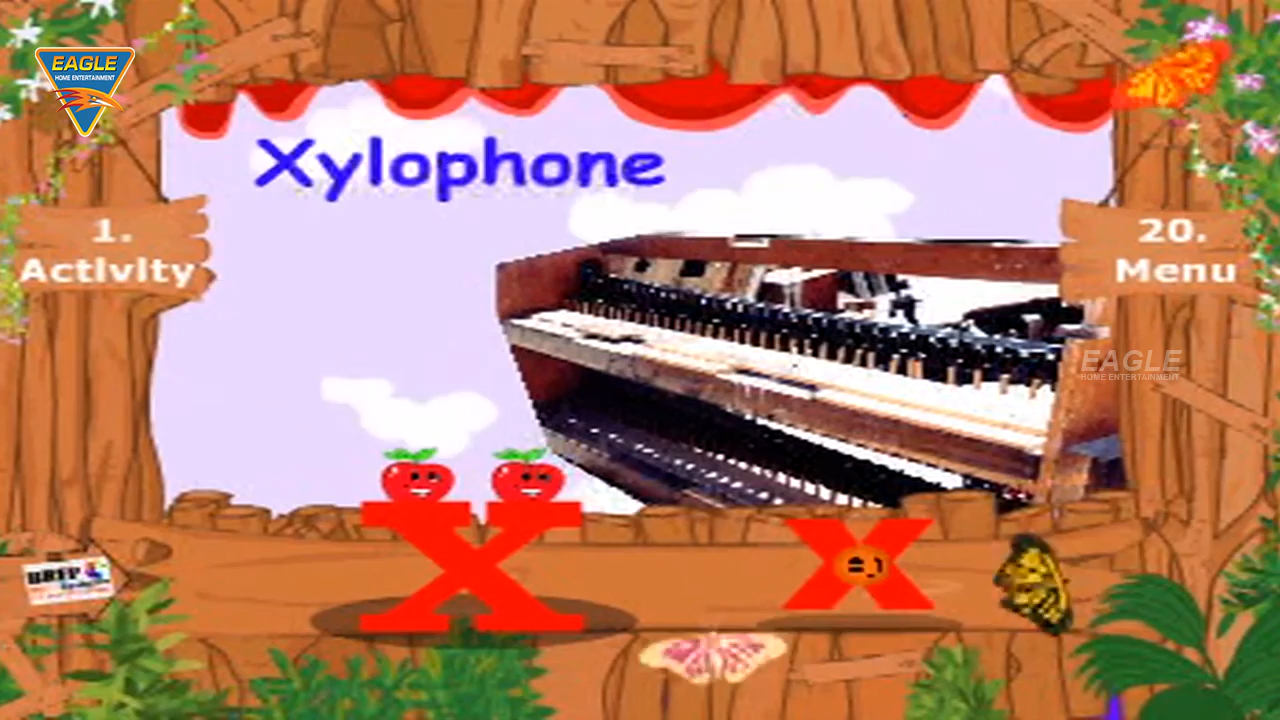 EAGLE
HOME ENTERTAINMENT
Xylophone
1.
Activity
20.
Menu
EAGLE
HOME ENTERTAINMENT
X
x